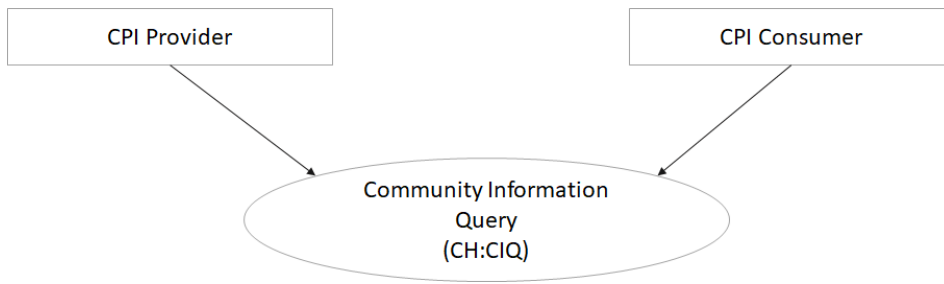 CPI Provider
CPI Consumer
Community Information
Query
(CH:CIQ)